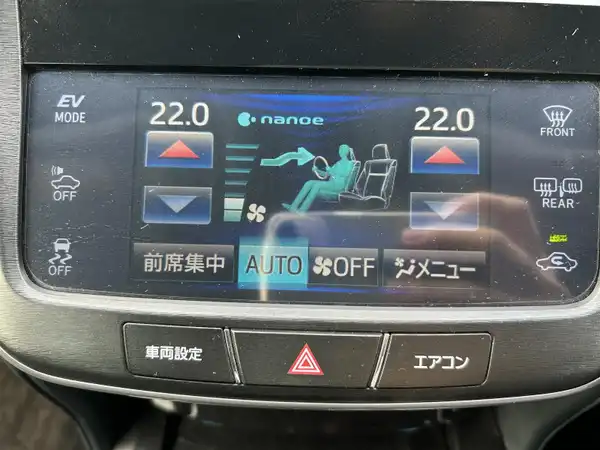 EV
MODE
22.0
nanoe
22.0
FRONT
OFF
REAR
OFF
前席集中
AUTO
OFF
メニュー
車両設定
エアコン